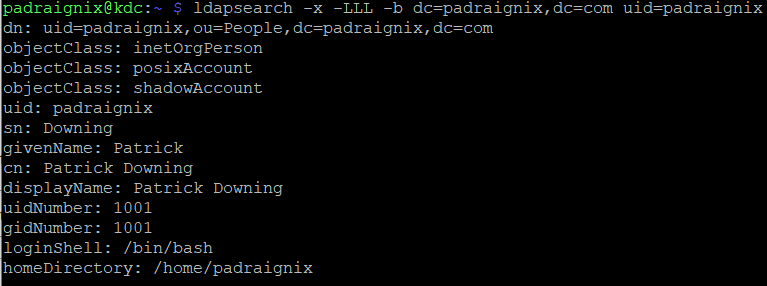 padraignix@kdc:~ $ ldapsearch -x -LLL -b dc=padraignix,dc=com uid=padraignix
dn: uid=padraignix,ou=People,dc=padraignix,dc=com
objectClass: inetOrgPerson
objectClass: posixAccount
objectClass: shadowAccount
uid: padraignix
sn: Downing
givenName: Patrick
cn: Patrick Downing
displayName: Patrick Downing
uidNumber: 1001
gidNumber: 1001
loginShell: /bin/bash
homeDirectory: /home/padraignix